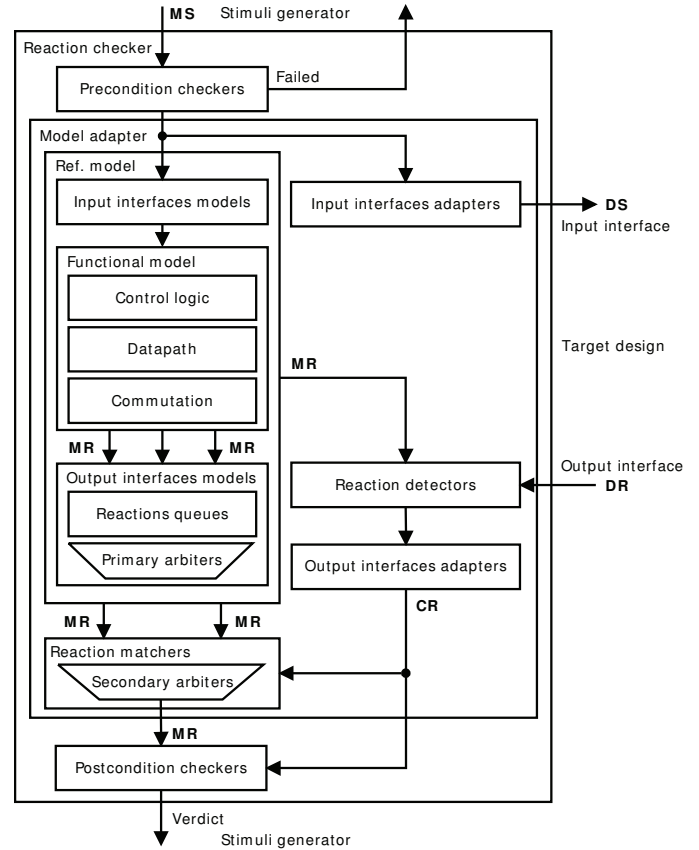 MS Stimuli generator
Reaction checker
Precondition checkers
Failed
Model adapter
Ref. model
Input interfaces models
Input interfaces adapters
DS
Input interface
Functional model
Control logic
Datapath
Commutation
MR
Target design
MR MR
Output interfaces models
Reactions queues
Primary arbiters
Reaction detectors
Output interface
DR
Output interfaces adapters
CR
MR MR
Reaction matchers
Secondary arbiters
MR
Postcondition checkers
Verdict
Stimuli generator